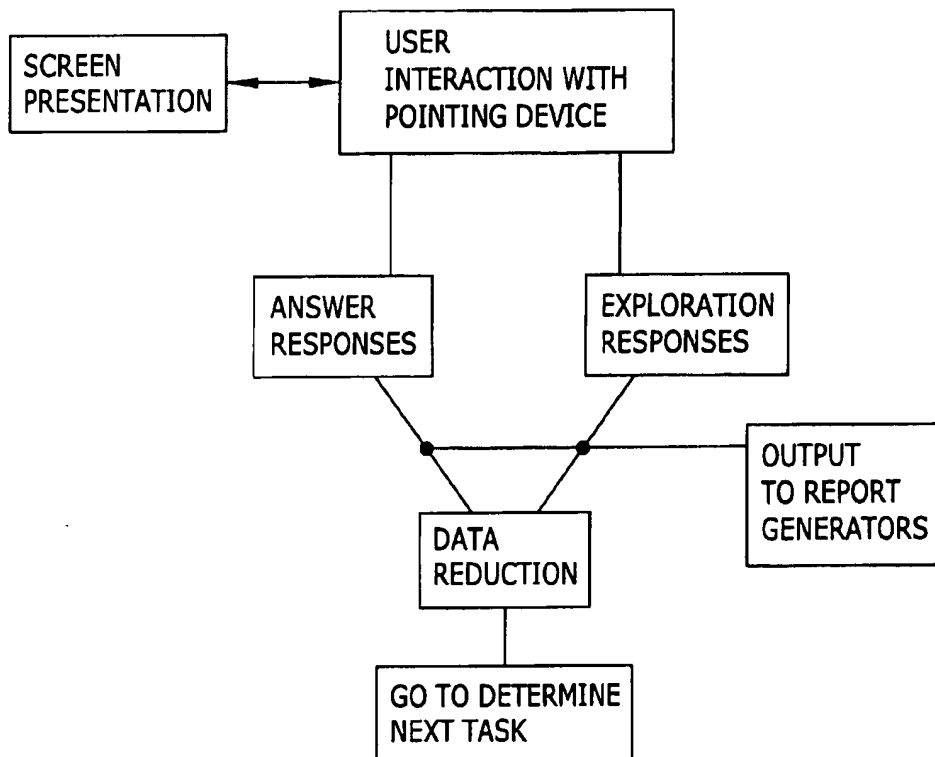 USER
INTERACTION WITH
POINTING DEVICE
SCREEN
PRESENTATION
ANSWER
RESPONSES
EXPLORATION
RESPONSES
OUTPUT
TO REPORT
GENERATORS
DATA
REDUCTION
GO TO DETERMINE
NEXT TASK